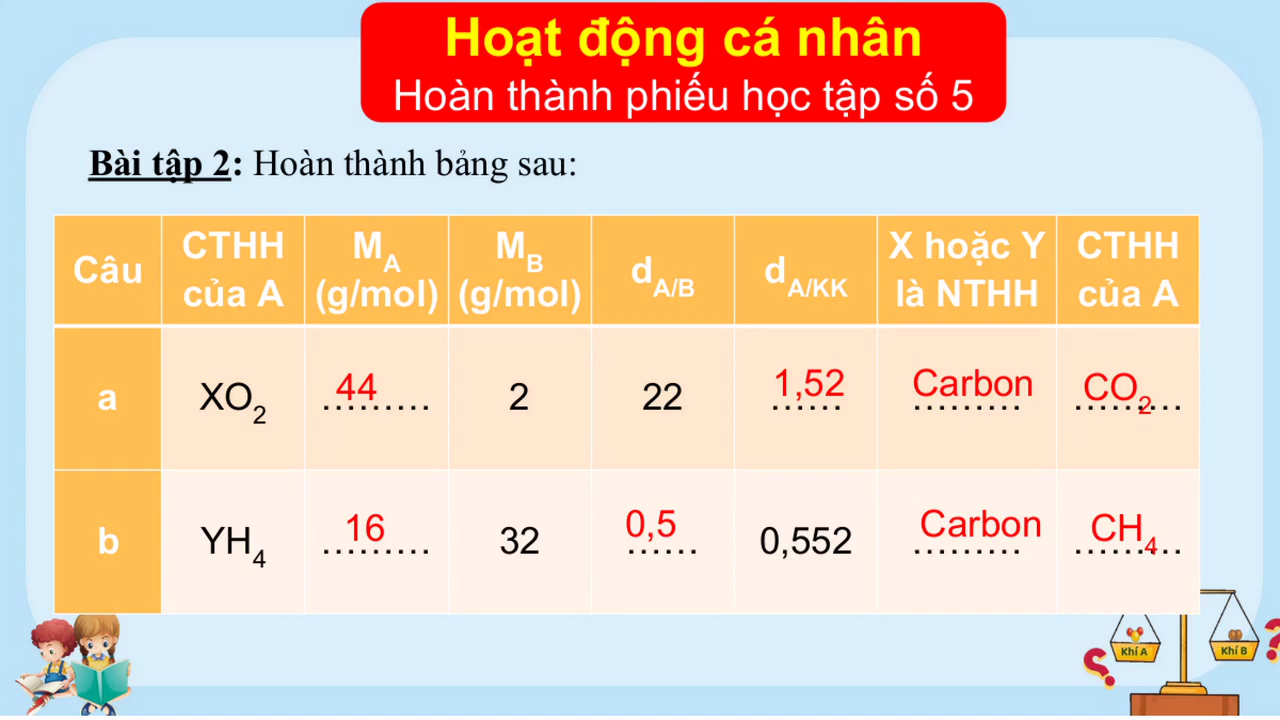 Hoạt động cá nhân
Hoàn thành phiếu học tập số 5
Bài tập 2: Hoàn thành bảng sau:
Câu CTHH của A M_A (g/mol) M_B (g/mol) d_A/B d_A/KK X hoặc Y là NTHH CTHH của A
a XO₂ 44 ......... 2 22 1,52 ...... Carbon ......... CO₂ .........
b YH₄ 16 ......... 32 0,5 ...... 0,552 Carbon ......... CH₄ .........
Khí A Khí B